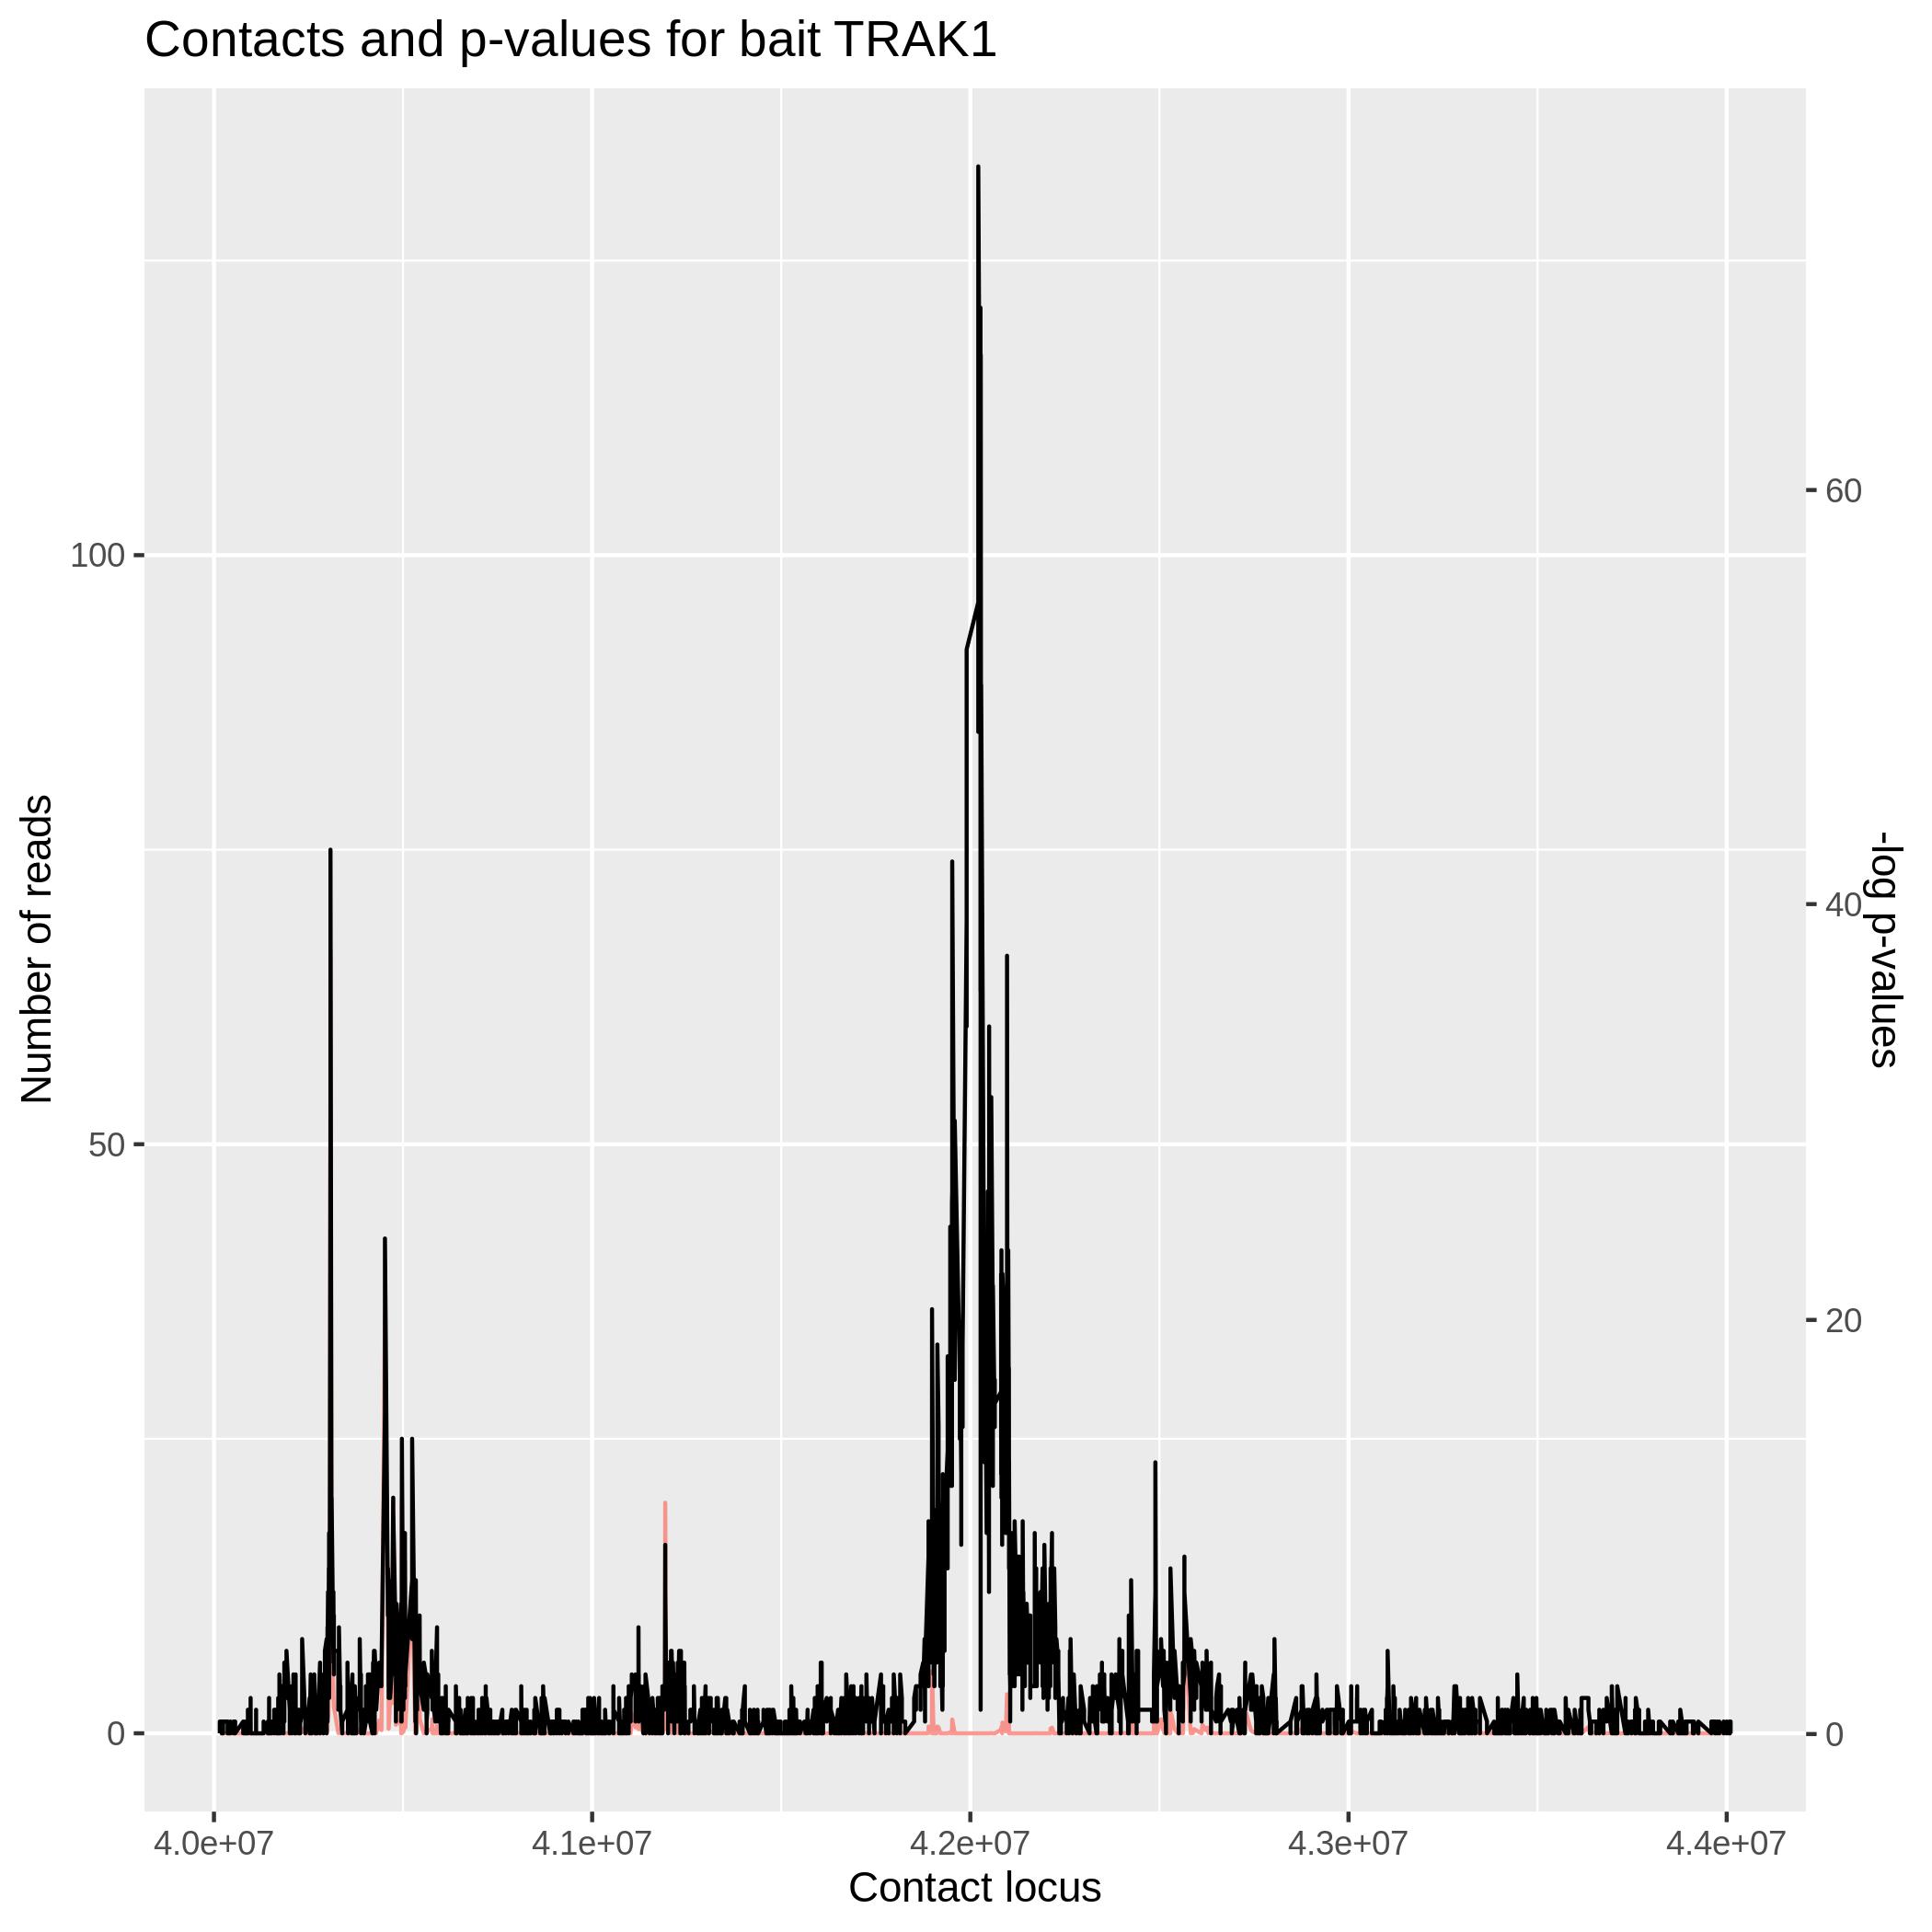 Contacts and p-values for bait TRAK1
Number of reads
100
50
0
60
40
20
0
-log p-values
4.0e+07 4.1e+07 4.2e+07 4.3e+07 4.4e+07
Contact locus